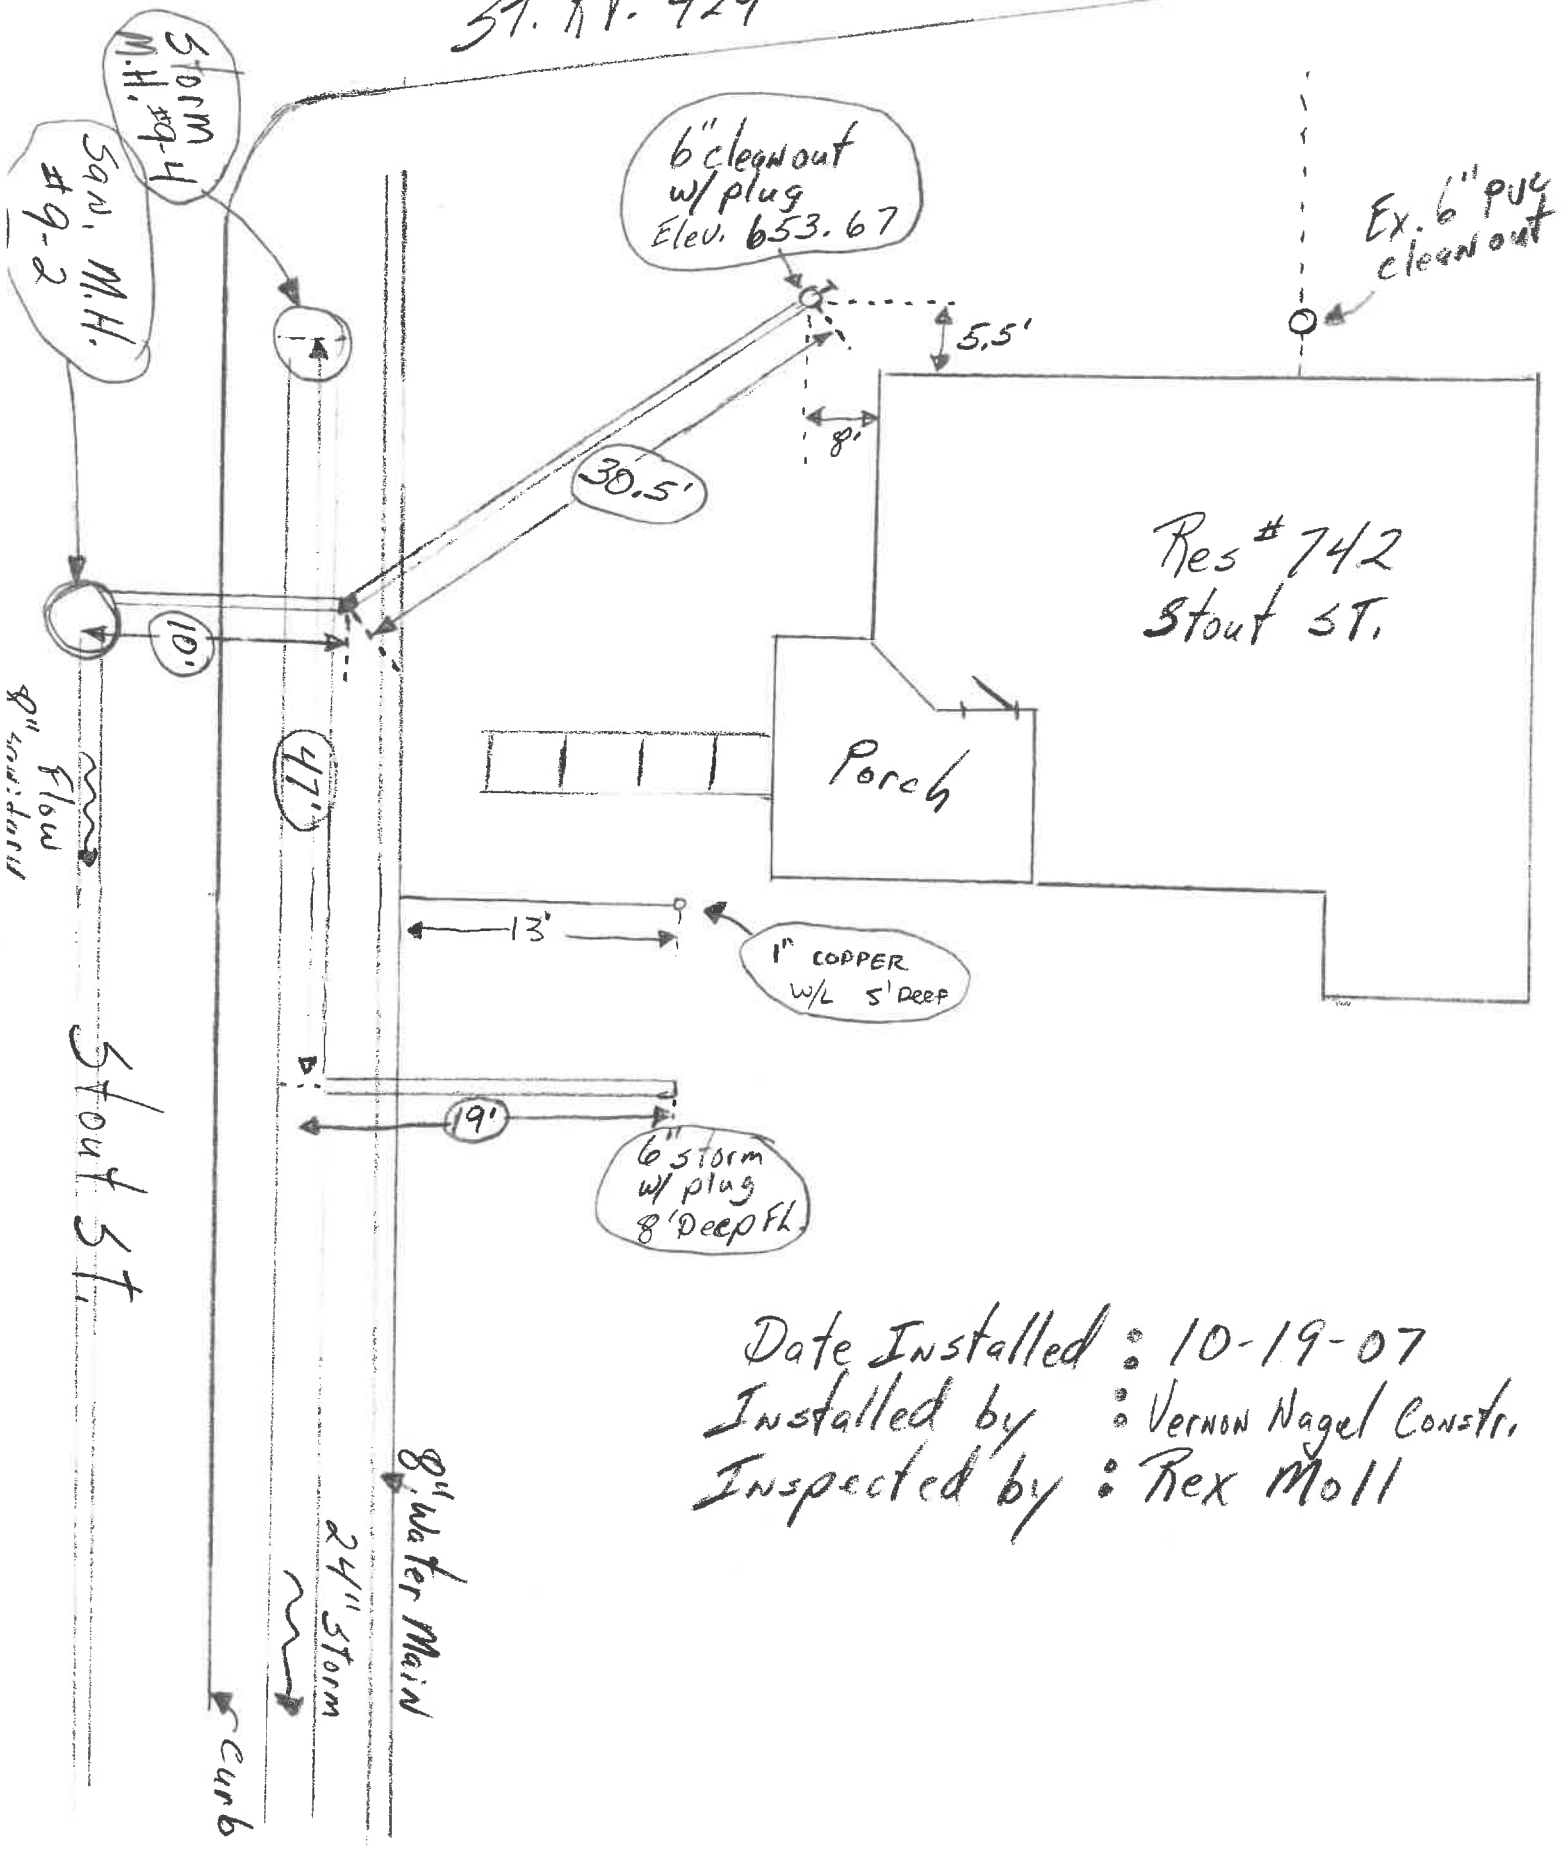 ST. RT. 424
Storm
M.H. #9-4
San. M.H.
#9-2
6" cleanout
w/ plug
Elev. 653.67
Ex. 6" PVC
cleanout
5.5'
8'
30.5'
Res # 742
Stout ST.
10'
Porch
47'
Flow
8" sanitary
13'
1" COPPER
W/L 5' Deep
19'
6" storm
w/ plug
8' Deep FL.
Stout St.
Date Installed : 10-19-07
Installed by : Vernon Nagel Constr.
Inspected by : Rex Moll
8" Water Main
24" Storm
Curb